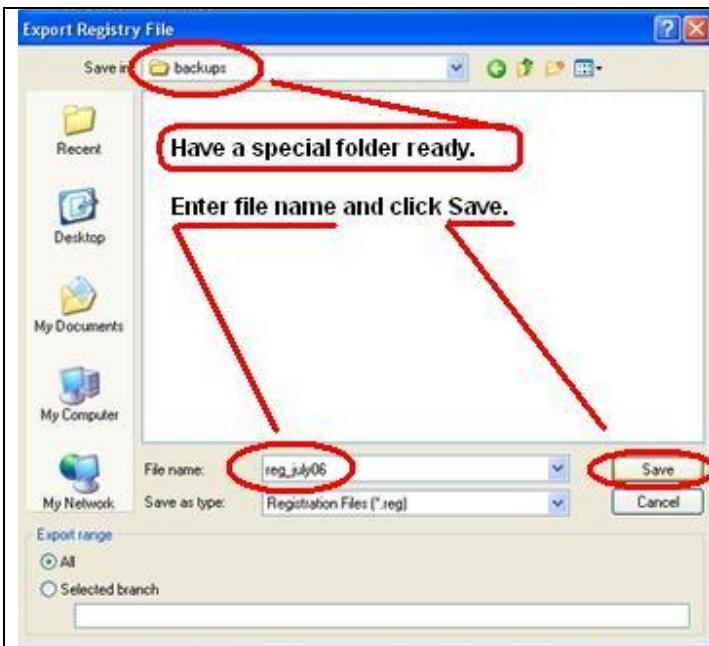 Export Registry File
Save in:
backups
Recent
Desktop
My Documents
My Computer
My Network
Have a special folder ready.
Enter file name and click Save.
File name:
reg_july06
Save
Save as type:
Registration Files (*.reg)
Cancel
Export range
All
Selected branch